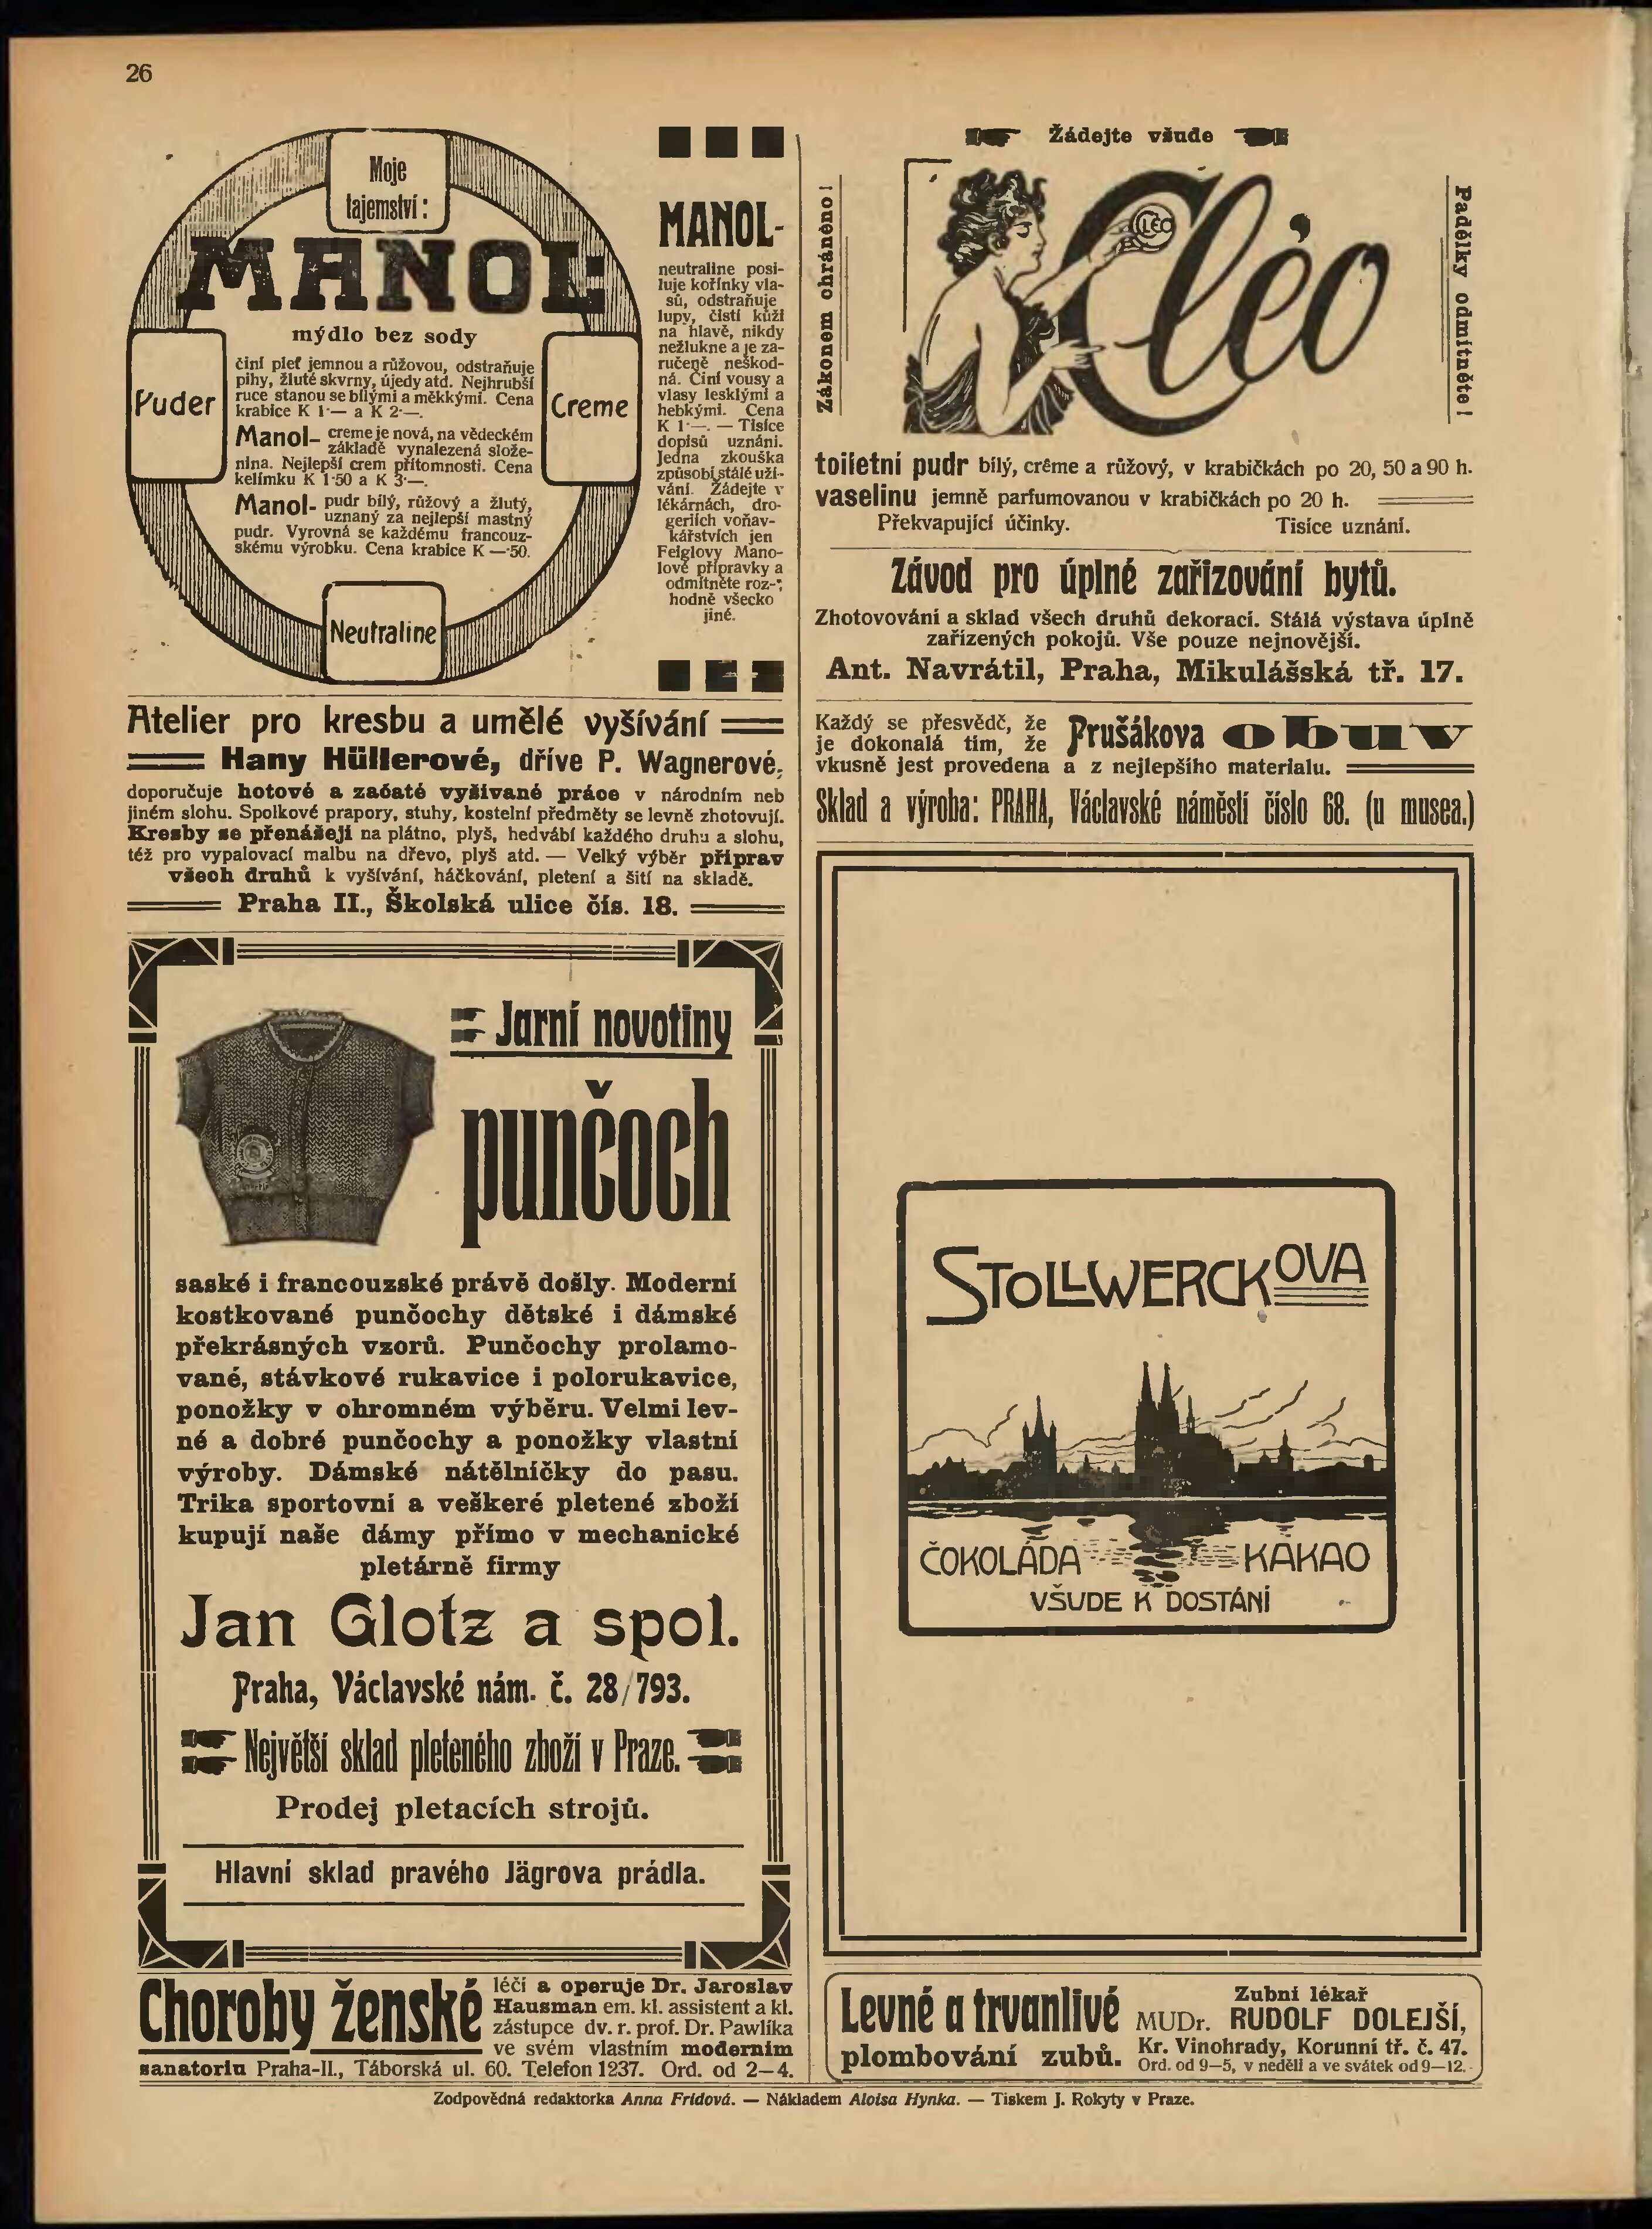 26
Moje
tajemství:
MANOL
mýdlo bez sody
činí pleť jemnou a růžovou, odstraňuje
pihy, žluté skvrny, újedy atd. Nejhrubší
ruce stanou se bílými a měkkými. Cena
krabice K 1·— a K 2·—.
Manol- creme je nová, na vědeckém
základě vynalezená slože-
nina. Nejlepší crem přítomnosti. Cena
kelímku K 1·50 a K 3·—.
Manol- pudr bílý, růžový a žlutý,
uznaný za nejlepší mastný
pudr. Vyrovná se každému francouz-
skému výrobku. Cena krabice K —·50.
Puder
Creme
Neutraline
MANOL-
neutraline posi-
luje kořínky vla-
sů, odstraňuje
lupy, čistí kůži
na hlavě, nikdy
nežlukne a je za-
ručeně neškod-
ná. Činí vousy a
vlasy lesklými a
hebkými. Cena
K 1·—. — Tisíce
dopisů uznání.
Jedna zkouška
způsobí stálé uží-
vání. Žádejte v
lékárnách, dro-
geriích voňav-
kářstvích jen
Feiglovy Mano-
lové přípravky a
odmítněte roz-
hodně všecko
jiné.
Atelier pro kresbu a umělé vyšívání
Hany Hüllerové, dříve P. Wagnerové,
doporučuje hotové a začaté vyšívané práce v národním neb
jiném slohu. Spolkové prapory, stuhy, kostelní předměty se levně zhotovují.
Kresby se přenášejí na plátno, plyš, hedvábí každého druhu a slohu,
též pro vypalovací malbu na dřevo, plyš atd. — Velký výběr příprav
všech druhů k vyšívání, háčkování, pletení a šití na skladě.
Praha II., Školská ulice čís. 18.
Jarní novotiny
punčoch
saské i francouzské právě došly. Moderní
kostkované punčochy dětské i dámské
překrásných vzorů. Punčochy prolamo-
vané, stávkové rukavice i polorukavice,
ponožky v ohromném výběru. Velmi lev-
né a dobré punčochy a ponožky vlastní
výroby. Dámské nátělníčky do pasu.
Trika sportovní a veškeré pletené zboží
kupují naše dámy přímo v mechanické
pletárně firmy
Jan Glotz a spol.
Praha, Václavské nám. č. 28/793.
Největší sklad pleteného zboží v Praze.
Prodej pletacích strojů.
Hlavní sklad pravého Jägrova prádla.
Choroby ženské léčí a operuje Dr. Jaroslav
Hausman em. kl. assistent a kl.
zástupce dv. r. prof. Dr. Pawlíka
ve svém vlastním moderním
sanatoriu Praha-II., Táborská ul. 60. Telefon 1237. Ord. od 2—4.
Žádejte všude
Zákonem ohráněno!
Cléo
CLÉO
Padělky odmítněte!
toiletní pudr bílý, crême a růžový, v krabičkách po 20, 50 a 90 h.
vaselinu jemně parfumovanou v krabičkách po 20 h.
Překvapující účinky. Tisíce uznání.
Závod pro úplné zařizování bytů.
Zhotovování a sklad všech druhů dekorací. Stálá výstava úplně
zařízených pokojů. Vše pouze nejnovější.
Ant. Navrátil, Praha, Mikulášská tř. 17.
Každý se přesvědč, že
je dokonalá tím, že Prušákova obuv
vkusně jest provedena a z nejlepšího materialu.
Sklad a výroba: PRAHA, Václavské náměstí číslo 68. (u musea.)
STOLLWERCKOVA
ČOKOLÁDA KAKAO
VŠUDE K DOSTÁNÍ
Levné a trvanlivé
plombování zubů.
Zubní lékař
MUDr. RUDOLF DOLEJŠÍ,
Kr. Vinohrady, Korunní tř. č. 47.
Ord. od 9—5, v neděli a ve svátek od 9—12.
Zodpovědná redaktorka Anna Frídová. — Nákladem Aloisa Hynka. — Tiskem J. Rokyty v Praze.